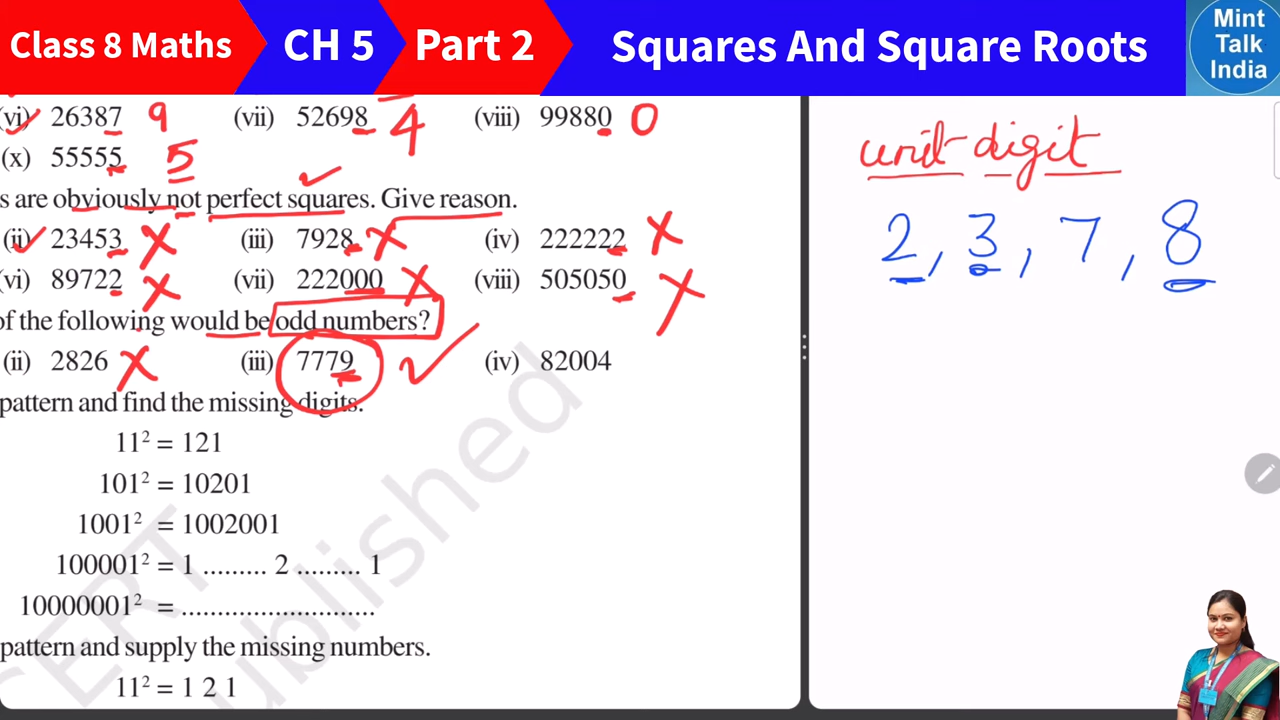 Class 8 Maths CH 5 Part 2 Squares And Square Roots
Mint
Talk
India
(vi) 26387 9 (vii) 52698 4 (viii) 99880 0
(x) 55555 5
s are obviously not perfect squares. Give reason.
(ii) 23453 (iii) 7928 (iv) 222222
(vi) 89722 (vii) 222000 (viii) 505050
of the following would be odd numbers?
(ii) 2826 (iii) 7779 (iv) 82004
pattern and find the missing digits.
11² = 121
101² = 10201
1001² = 1002001
100001² = 1 ......... 2 ......... 1
10000001² = ...........................
pattern and supply the missing numbers.
11² = 1 2 1
unit digit
2, 3, 7, 8
ublished